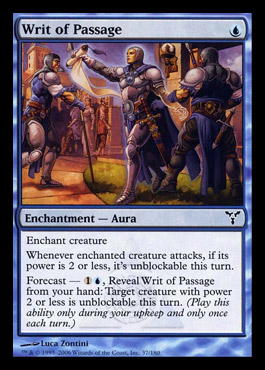 Writ of Passage
Enchantment — Aura
Enchant creature
Whenever enchanted creature attacks, if its
power is 2 or less, it's unblockable this turn.
Forecast — 1, Reveal Writ of Passage
from your hand: Target creature with power
2 or less is unblockable this turn. (Play this
ability only during your upkeep and only once
each turn.)
Luca Zontini
™ & © 1993–2006 Wizards of the Coast, Inc. 37/180